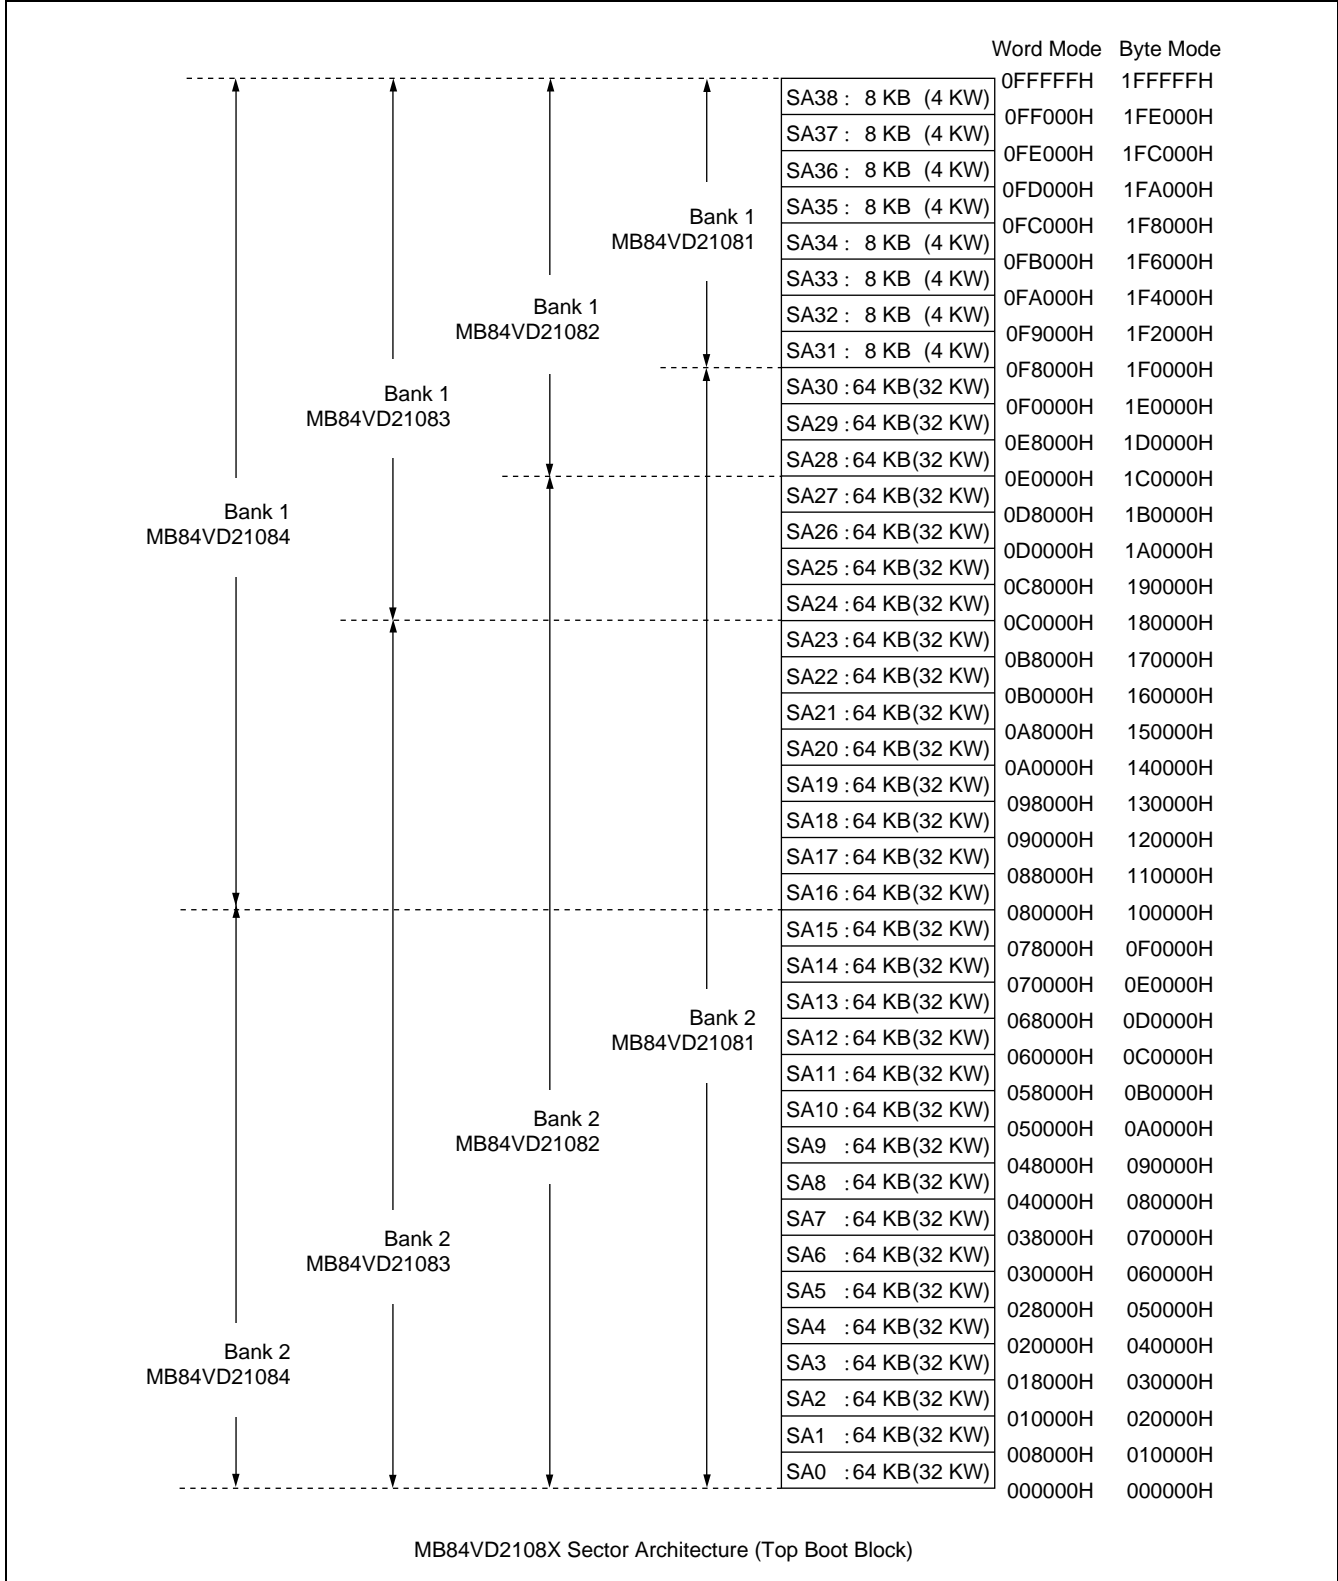 Word Mode Byte Mode
0FFFFFH 1FFFFFH
SA38 : 8 KB (4 KW)
0FF000H 1FE000H
SA37 : 8 KB (4 KW)
0FE000H 1FC000H
SA36 : 8 KB (4 KW)
0FD000H 1FA000H
SA35 : 8 KB (4 KW)
Bank 1
MB84VD21081
0FC000H 1F8000H
SA34 : 8 KB (4 KW)
0FB000H 1F6000H
SA33 : 8 KB (4 KW)
0FA000H 1F4000H
Bank 1
MB84VD21082
SA32 : 8 KB (4 KW)
0F9000H 1F2000H
SA31 : 8 KB (4 KW)
0F8000H 1F0000H
SA30 : 64 KB(32 KW)
Bank 1
MB84VD21083
0F0000H 1E0000H
SA29 : 64 KB(32 KW)
0E8000H 1D0000H
SA28 : 64 KB(32 KW)
0E0000H 1C0000H
SA27 : 64 KB(32 KW)
Bank 1
MB84VD21084
0D8000H 1B0000H
SA26 : 64 KB(32 KW)
0D0000H 1A0000H
SA25 : 64 KB(32 KW)
0C8000H 190000H
SA24 : 64 KB(32 KW)
0C0000H 180000H
SA23 : 64 KB(32 KW)
0B8000H 170000H
SA22 : 64 KB(32 KW)
0B0000H 160000H
SA21 : 64 KB(32 KW)
0A8000H 150000H
SA20 : 64 KB(32 KW)
0A0000H 140000H
SA19 : 64 KB(32 KW)
098000H 130000H
SA18 : 64 KB(32 KW)
090000H 120000H
SA17 : 64 KB(32 KW)
088000H 110000H
SA16 : 64 KB(32 KW)
080000H 100000H
SA15 : 64 KB(32 KW)
078000H 0F0000H
SA14 : 64 KB(32 KW)
070000H 0E0000H
SA13 : 64 KB(32 KW)
Bank 2
MB84VD21081
068000H 0D0000H
SA12 : 64 KB(32 KW)
060000H 0C0000H
SA11 : 64 KB(32 KW)
058000H 0B0000H
SA10 : 64 KB(32 KW)
Bank 2
MB84VD21082
050000H 0A0000H
SA9 : 64 KB(32 KW)
048000H 090000H
SA8 : 64 KB(32 KW)
040000H 080000H
SA7 : 64 KB(32 KW)
Bank 2
MB84VD21083
038000H 070000H
SA6 : 64 KB(32 KW)
030000H 060000H
SA5 : 64 KB(32 KW)
028000H 050000H
SA4 : 64 KB(32 KW)
020000H 040000H
Bank 2
MB84VD21084
SA3 : 64 KB(32 KW)
018000H 030000H
SA2 : 64 KB(32 KW)
010000H 020000H
SA1 : 64 KB(32 KW)
008000H 010000H
SA0 : 64 KB(32 KW)
000000H 000000H
MB84VD2108X Sector Architecture (Top Boot Block)